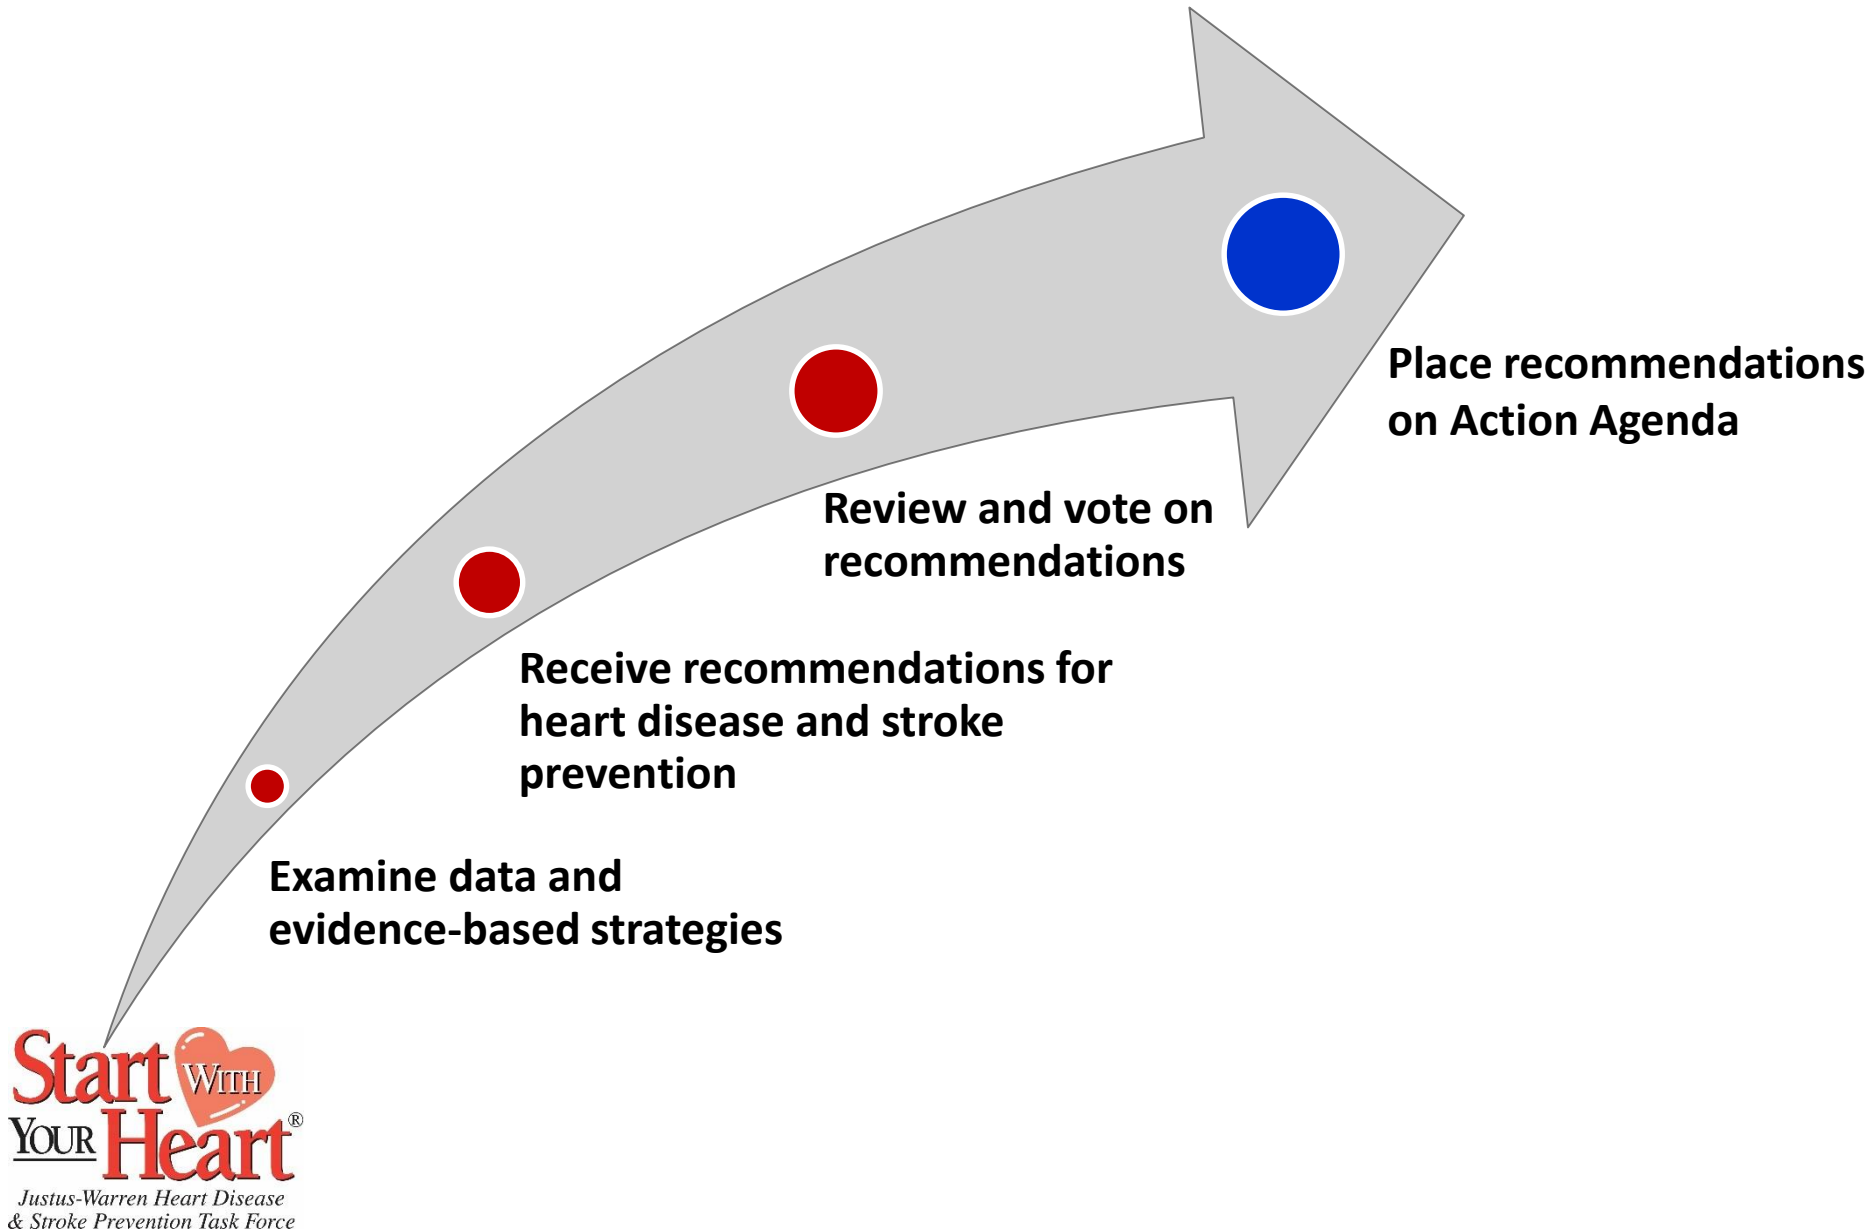 Place recommendations
on Action Agenda
Review and vote on
recommendations
Receive recommendations for
heart disease and stroke
prevention
Examine data and
evidence-based strategies
Start WITH
YOUR Heart®
Justus-Warren Heart Disease
& Stroke Prevention Task Force